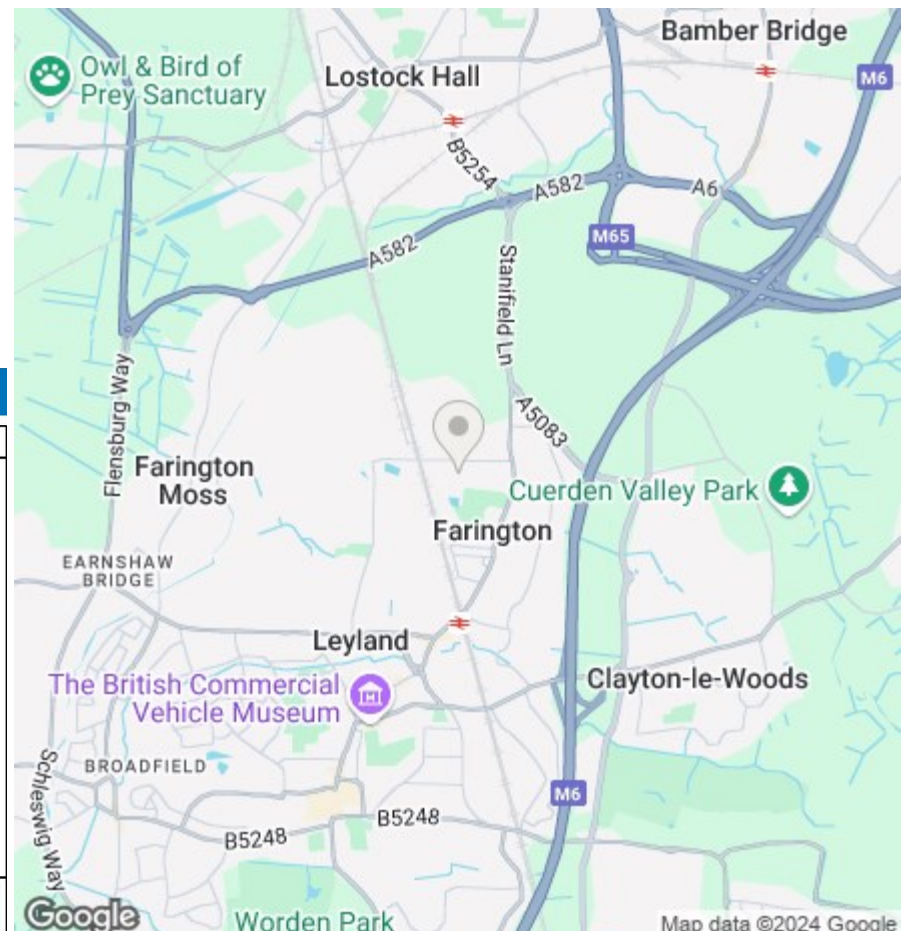 Bamber Bridge
Owl & Bird of
Prey Sanctuary
Lostock Hall
M6
B5254
A582
A6
M65
A582
Stanifield Ln
Flensburg Way
A5083
Farington
Moss
Cuerden Valley Park
Farington
EARNSHAW
BRIDGE
Leyland
Clayton-le-Woods
The British Commercial
Vehicle Museum
BROADFIELD
Schleswig Way
M6
B5248
B5248
Google
Worden Park
Map data ©2024 Google